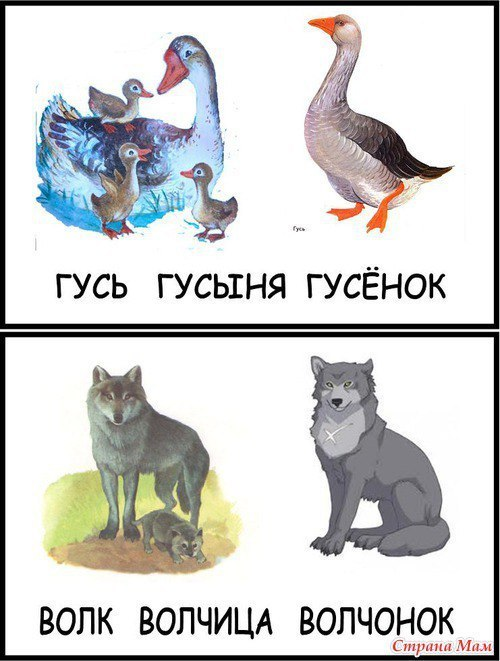 Гусь
ГУСЬ ГУСЫНЯ ГУСЁНОК
ВОЛК ВОЛЧИЦА ВОЛЧОНОК
Страна Мам